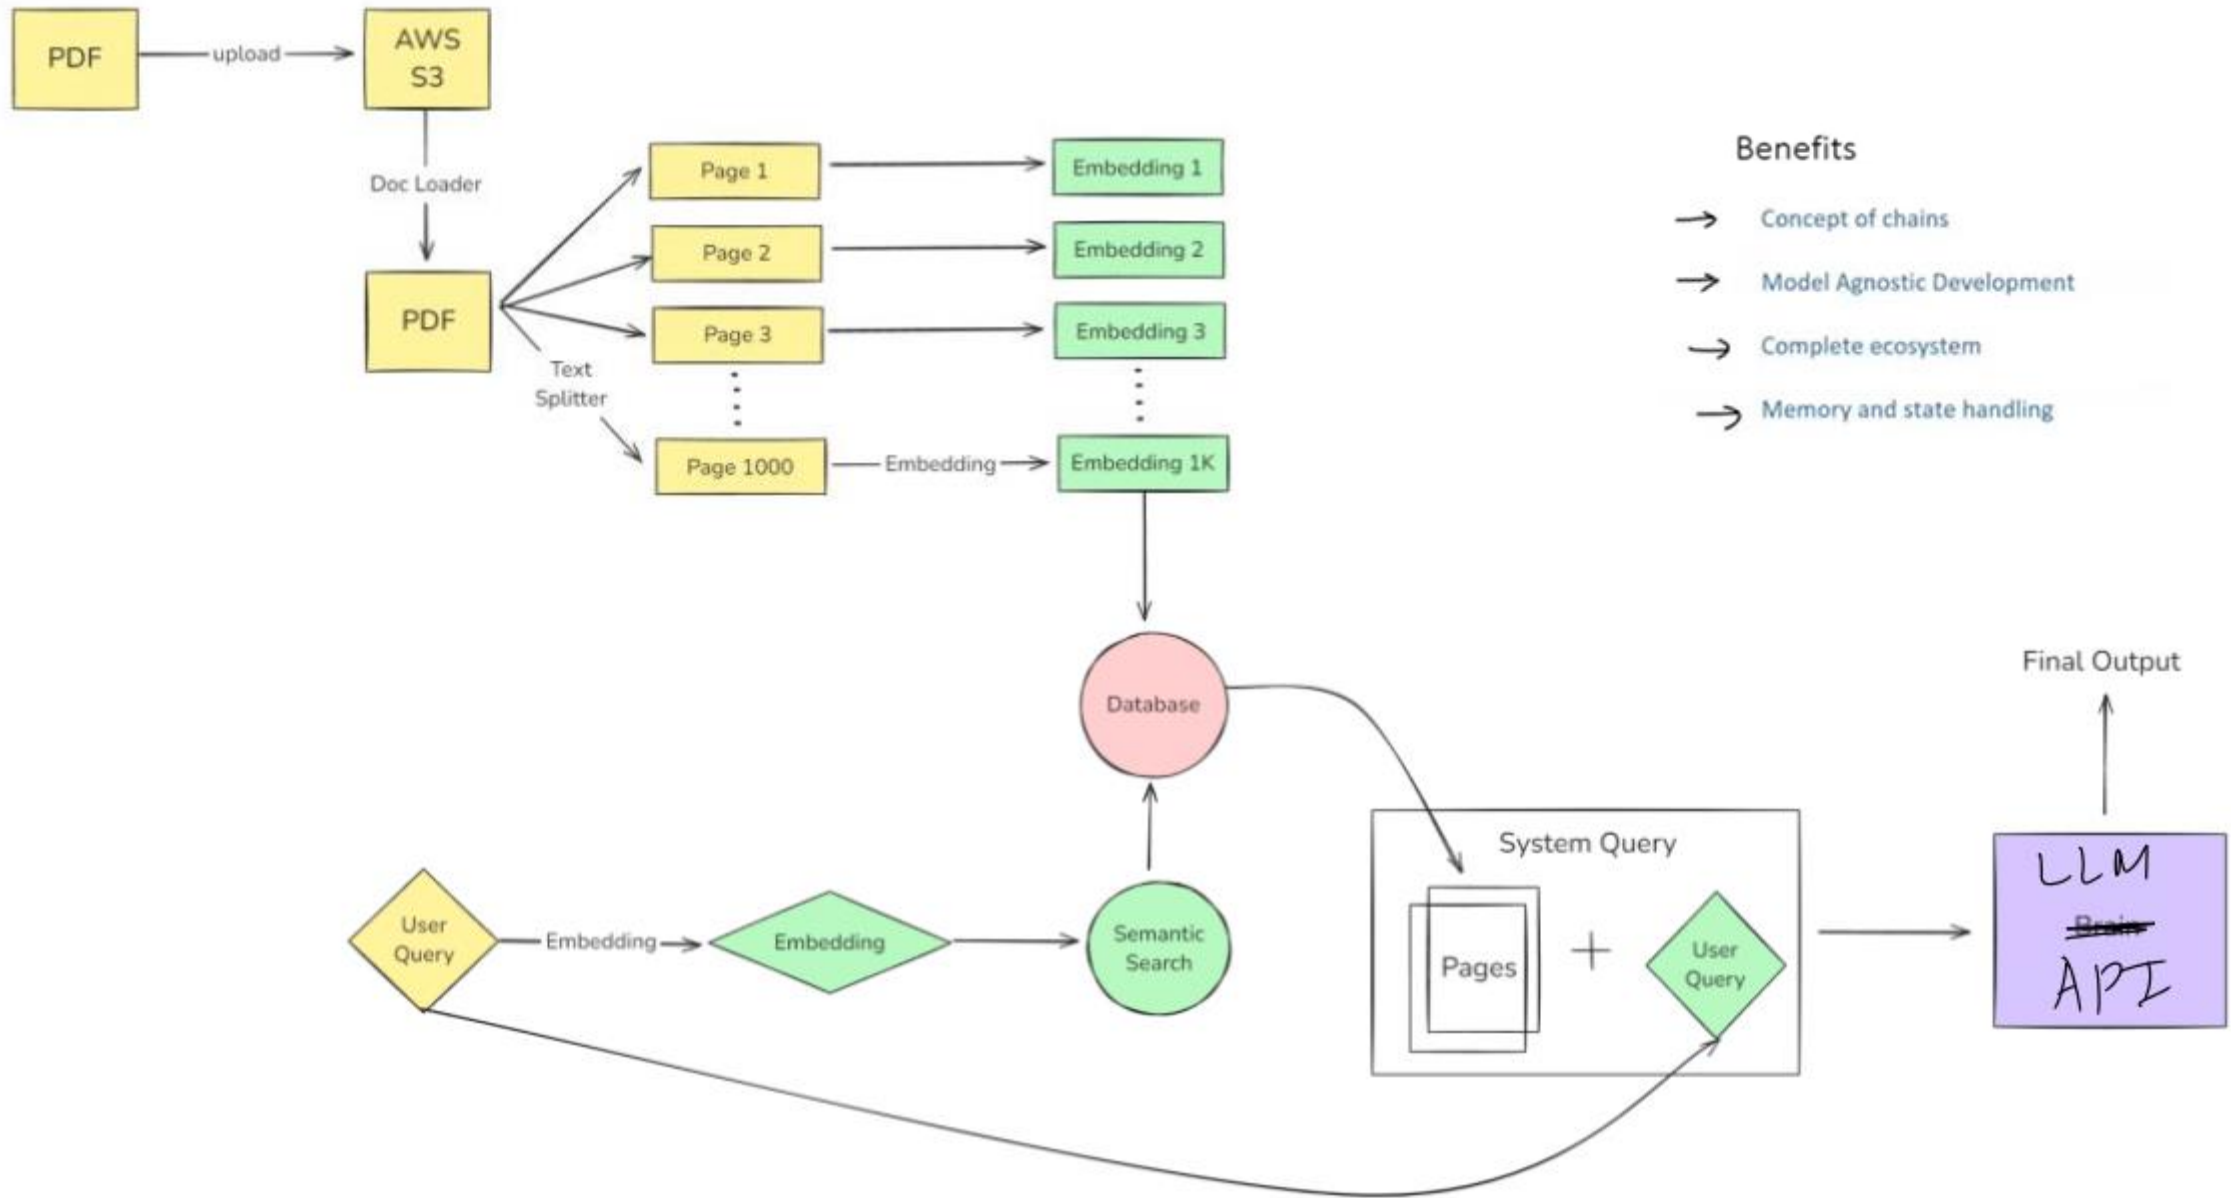 PDF
upload
AWS
S3
Doc Loader
PDF
Text
Splitter
Page 1
Page 2
Page 3
Page 1000
Embedding
Embedding 1
Embedding 2
Embedding 3
Embedding 1K
Benefits
Concept of chains
Model Agnostic Development
Complete ecosystem
Memory and state handling
Database
User
Query
Embedding
Embedding
Semantic
Search
System Query
Pages
+
User
Query
Final Output
LLM
Brain
API